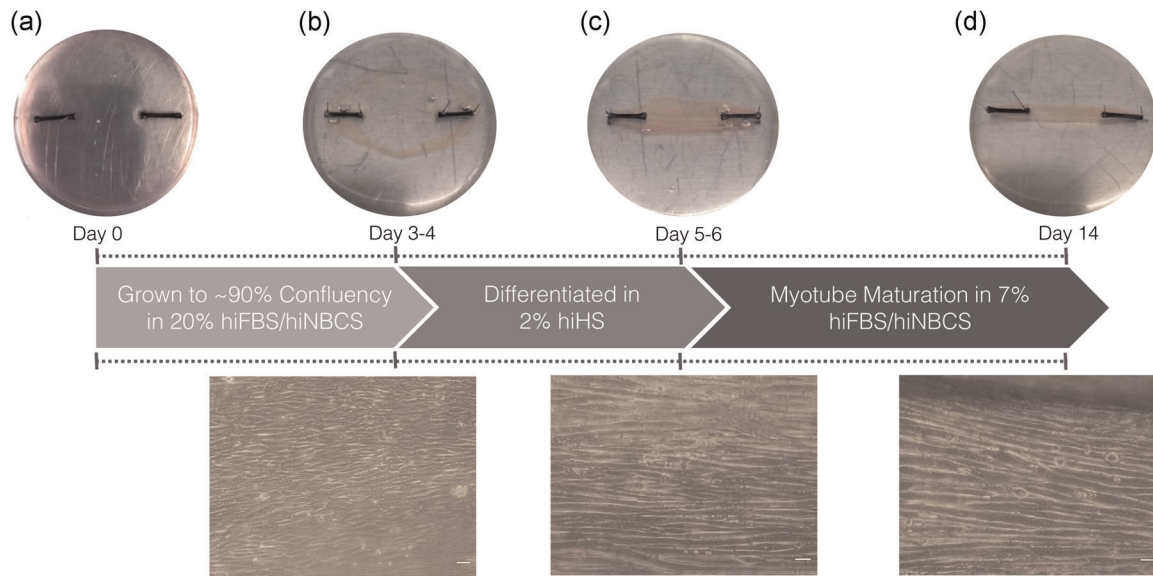 (a)
(b)
(c)
(d)
Day 0
Day 3-4
Day 5-6
Day 14
Grown to ~90% Confluency
in 20% hiFBS/hiNBCS
Differentiated in
2% hiHS
Myotube Maturation in 7%
hiFBS/hiNBCS